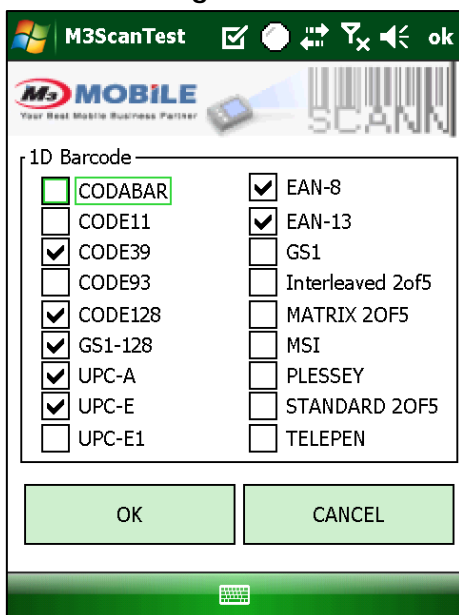 M3ScanTest ok
M3 MOBILE
Your Best Mobile Business Partner
SCANN
1D Barcode
CODABAR
CODE11
CODE39
CODE93
CODE128
GS1-128
UPC-A
UPC-E
UPC-E1
EAN-8
EAN-13
GS1
Interleaved 2of5
MATRIX 2OF5
MSI
PLESSEY
STANDARD 2OF5
TELEPEN
OK
CANCEL